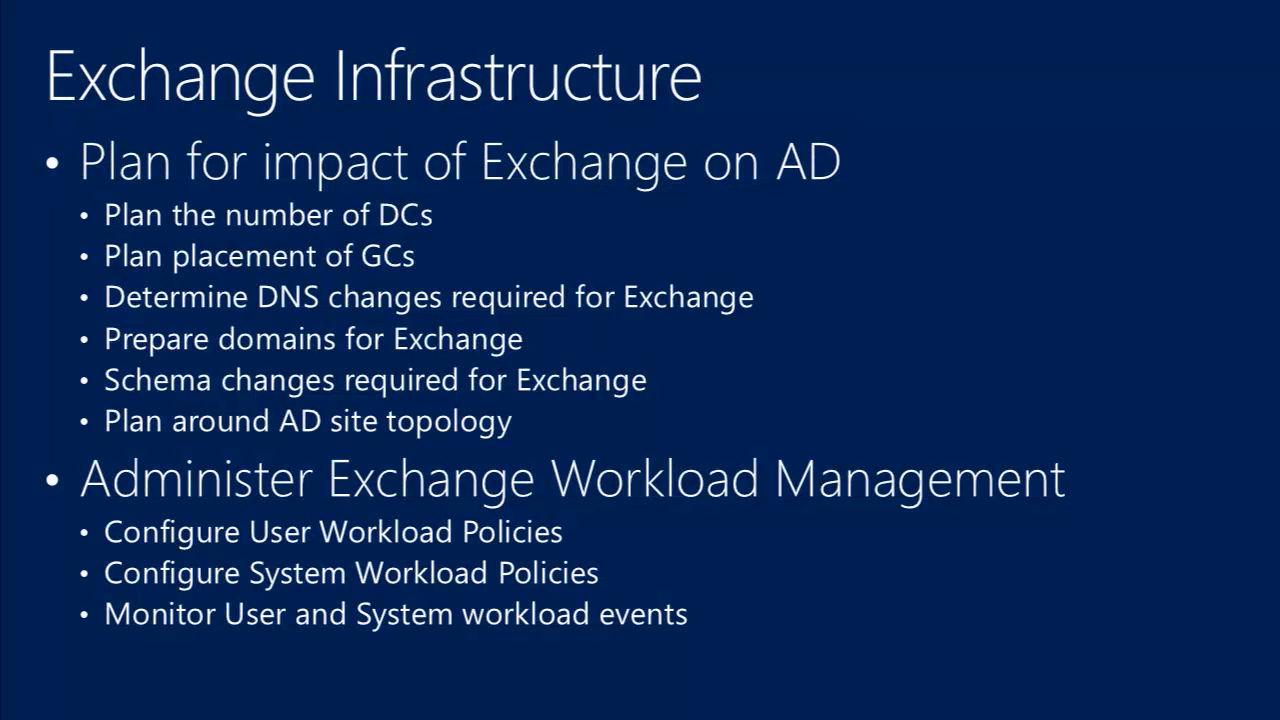 Exchange Infrastructure
• Plan for impact of Exchange on AD
• Plan the number of DCs
• Plan placement of GCs
• Determine DNS changes required for Exchange
• Prepare domains for Exchange
• Schema changes required for Exchange
• Plan around AD site topology
• Administer Exchange Workload Management
• Configure User Workload Policies
• Configure System Workload Policies
• Monitor User and System workload events